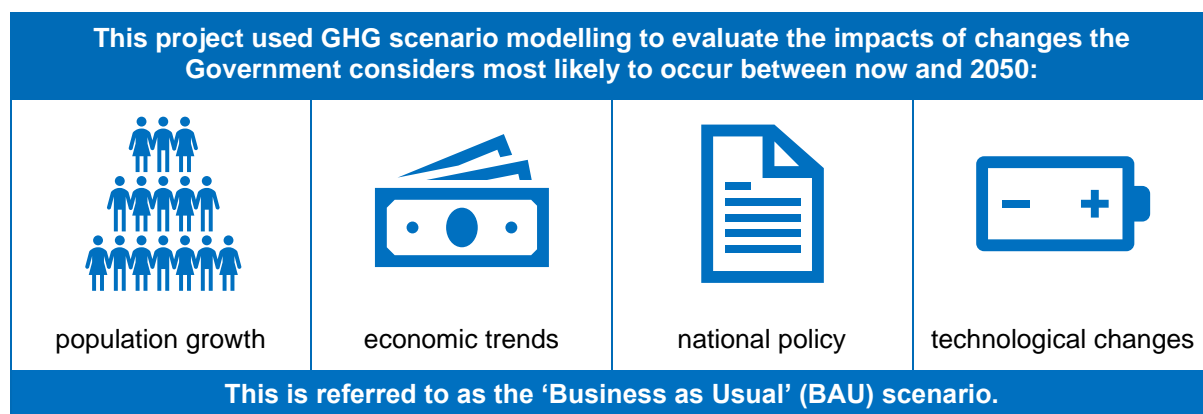 This project used GHG scenario modelling to evaluate the impacts of changes the
Government considers most likely to occur between now and 2050:
population growth
economic trends
national policy
technological changes
This is referred to as the ‘Business as Usual’ (BAU) scenario.